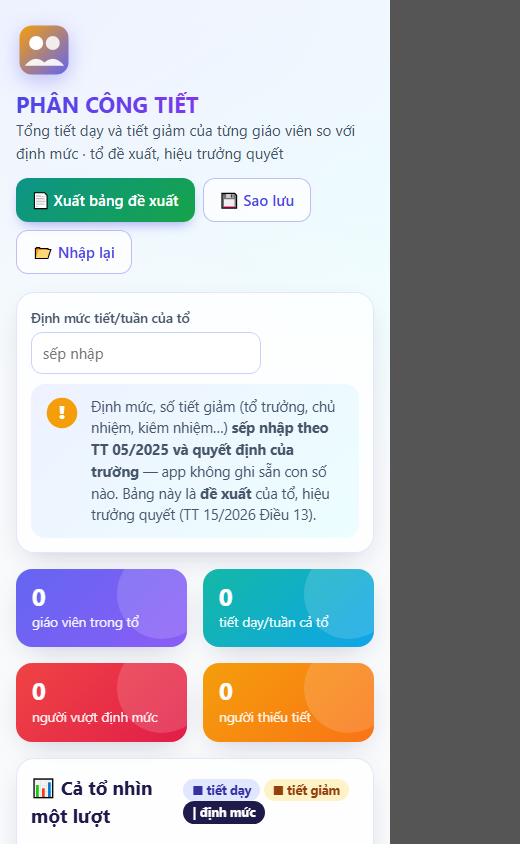 PHÂN CÔNG TIẾT
Tổng tiết dạy và tiết giảm của từng giáo viên so với
định mức · tổ đề xuất, hiệu trưởng quyết
Xuất bảng đề xuất
Sao lưu
Nhập lại
Định mức tiết/tuần của tổ
sếp nhập
Định mức, số tiết giảm (tổ trưởng, chủ
nhiệm, kiêm nhiệm...) sếp nhập theo
TT 05/2025 và quyết định của
trường — app không ghi sẵn con số
nào. Bảng này là đề xuất của tổ, hiệu
trưởng quyết (TT 15/2026 Điều 13).
0
giáo viên trong tổ
0
tiết dạy/tuần cả tổ
0
người vượt định mức
0
người thiếu tiết
Cả tổ nhìn
một lượt
■ tiết dạy
■ tiết giảm
| định mức